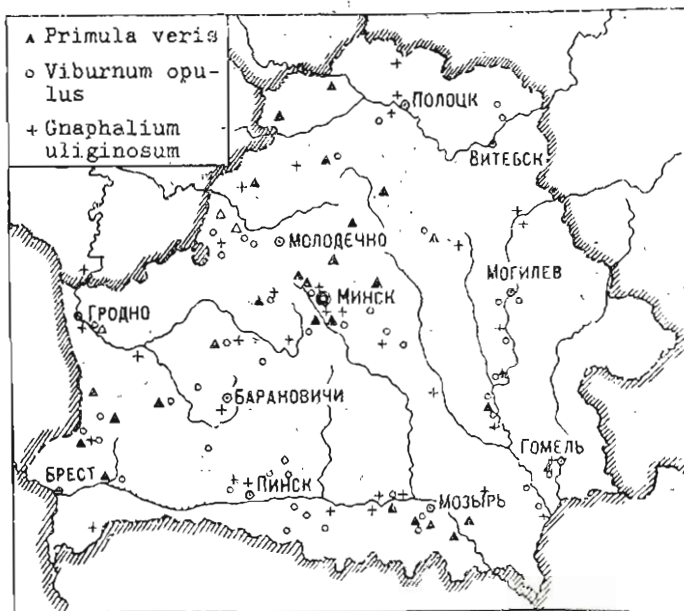 ▲ Primula veris
○ Viburnum opu-
lus
+ Gnaphalium
uliginosum
ПОЛОЦК
ВИТЕБСК
МОЛОДЕЧНО
МОГИЛЕВ
МИНСК
ГРОДНО
БАРАНОВИЧИ
ГОМЕЛЬ
БРЕСТ
ПИНСК
МОЗЫРЬ